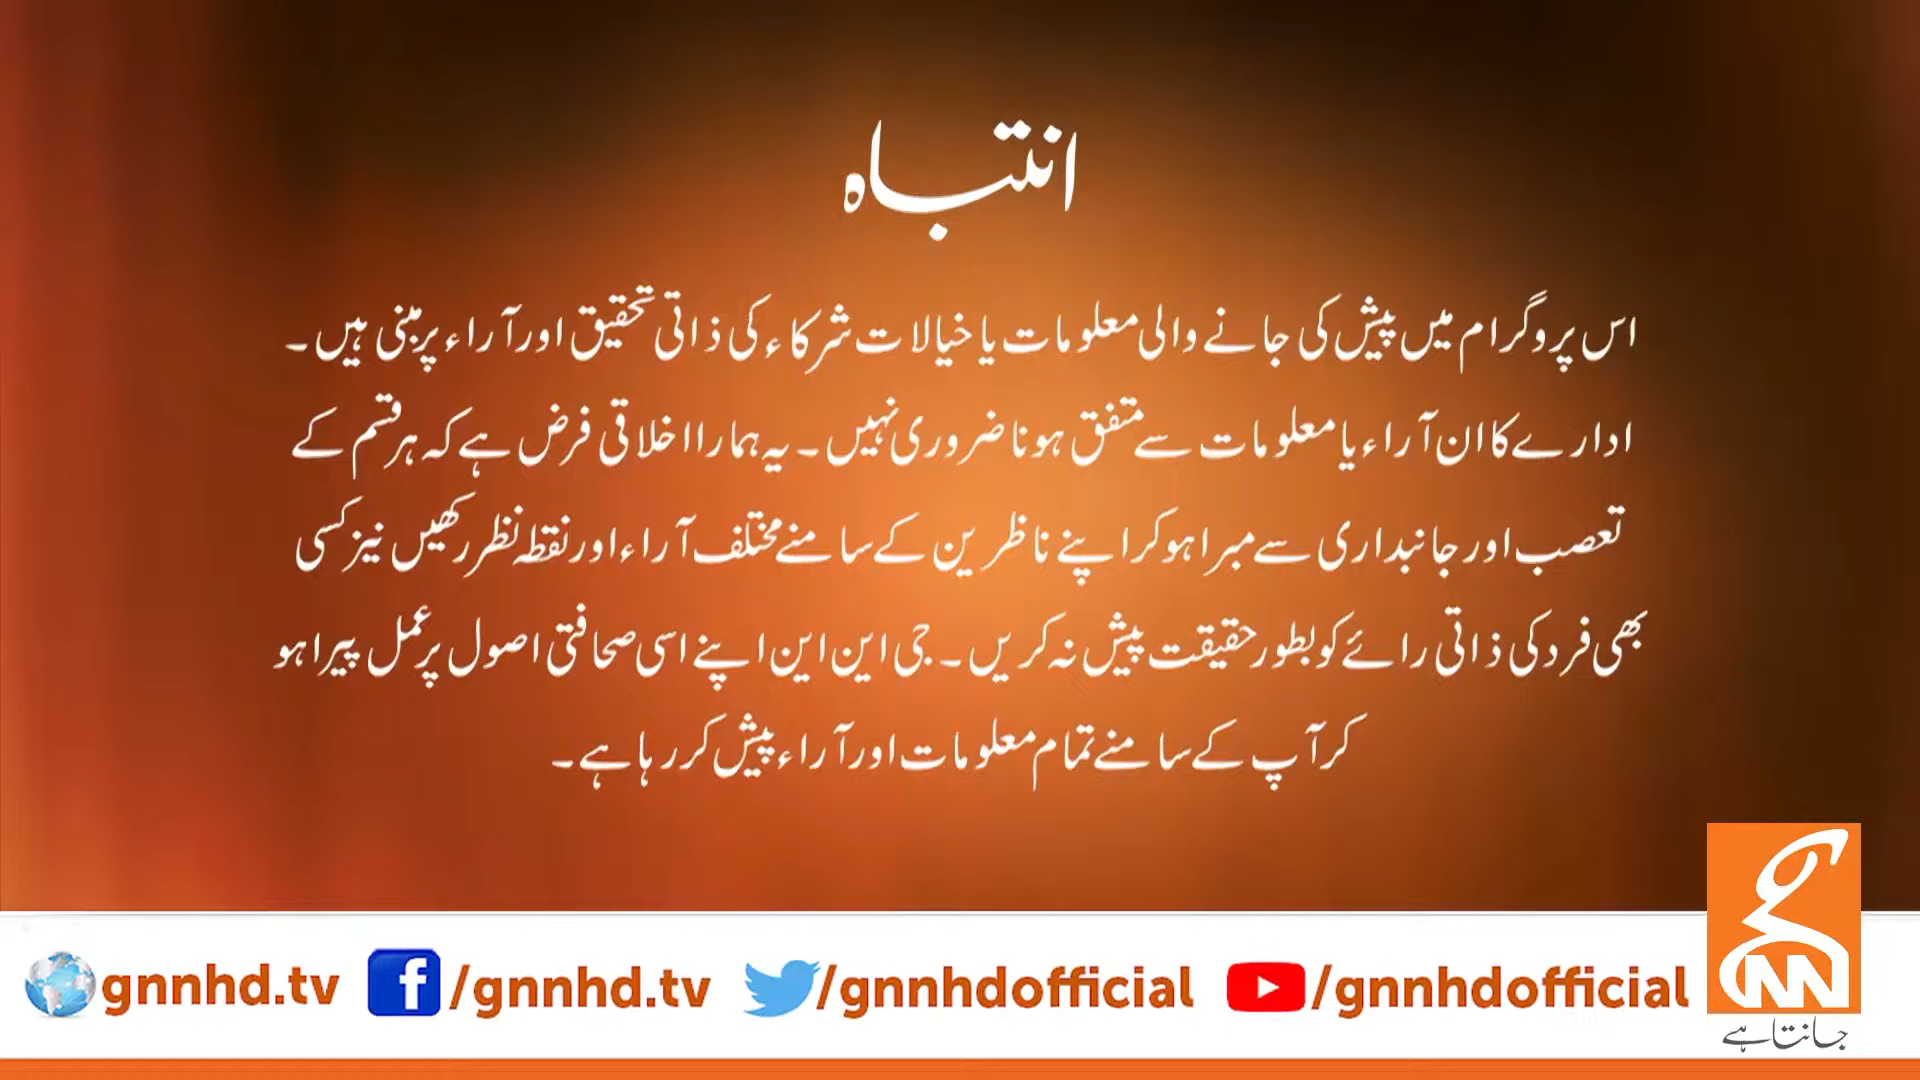 انتباہ
اس پروگرام میں پیش کی جانے والی معلومات یا خیالات شرکاء کی ذاتی تحقیق اور آراء پر مبنی ہیں۔
ادارے کا ان آراء یا معلومات سے متفق ہونا ضروری نہیں۔ یہ ہمارا اخلاقی فرض ہے کہ ہر قسم کے
تعصب اور جانبداری سے مبرا ہو کر اپنے ناظرین کے سامنے مختلف آراء اور نقطہ نظر رکھیں نیز کسی
بھی فرد کی ذاتی رائے کو بطور حقیقت پیش نہ کریں۔ جی این این اپنے اسی صحافتی اصول پر عمل پیرا ہو
کر آپ کے سامنے تمام معلومات اور آراء پیش کر رہا ہے۔
gnnhd.tv /gnnhd.tv /gnnhdofficial /gnnhdofficial
GNN
جانتا ہے